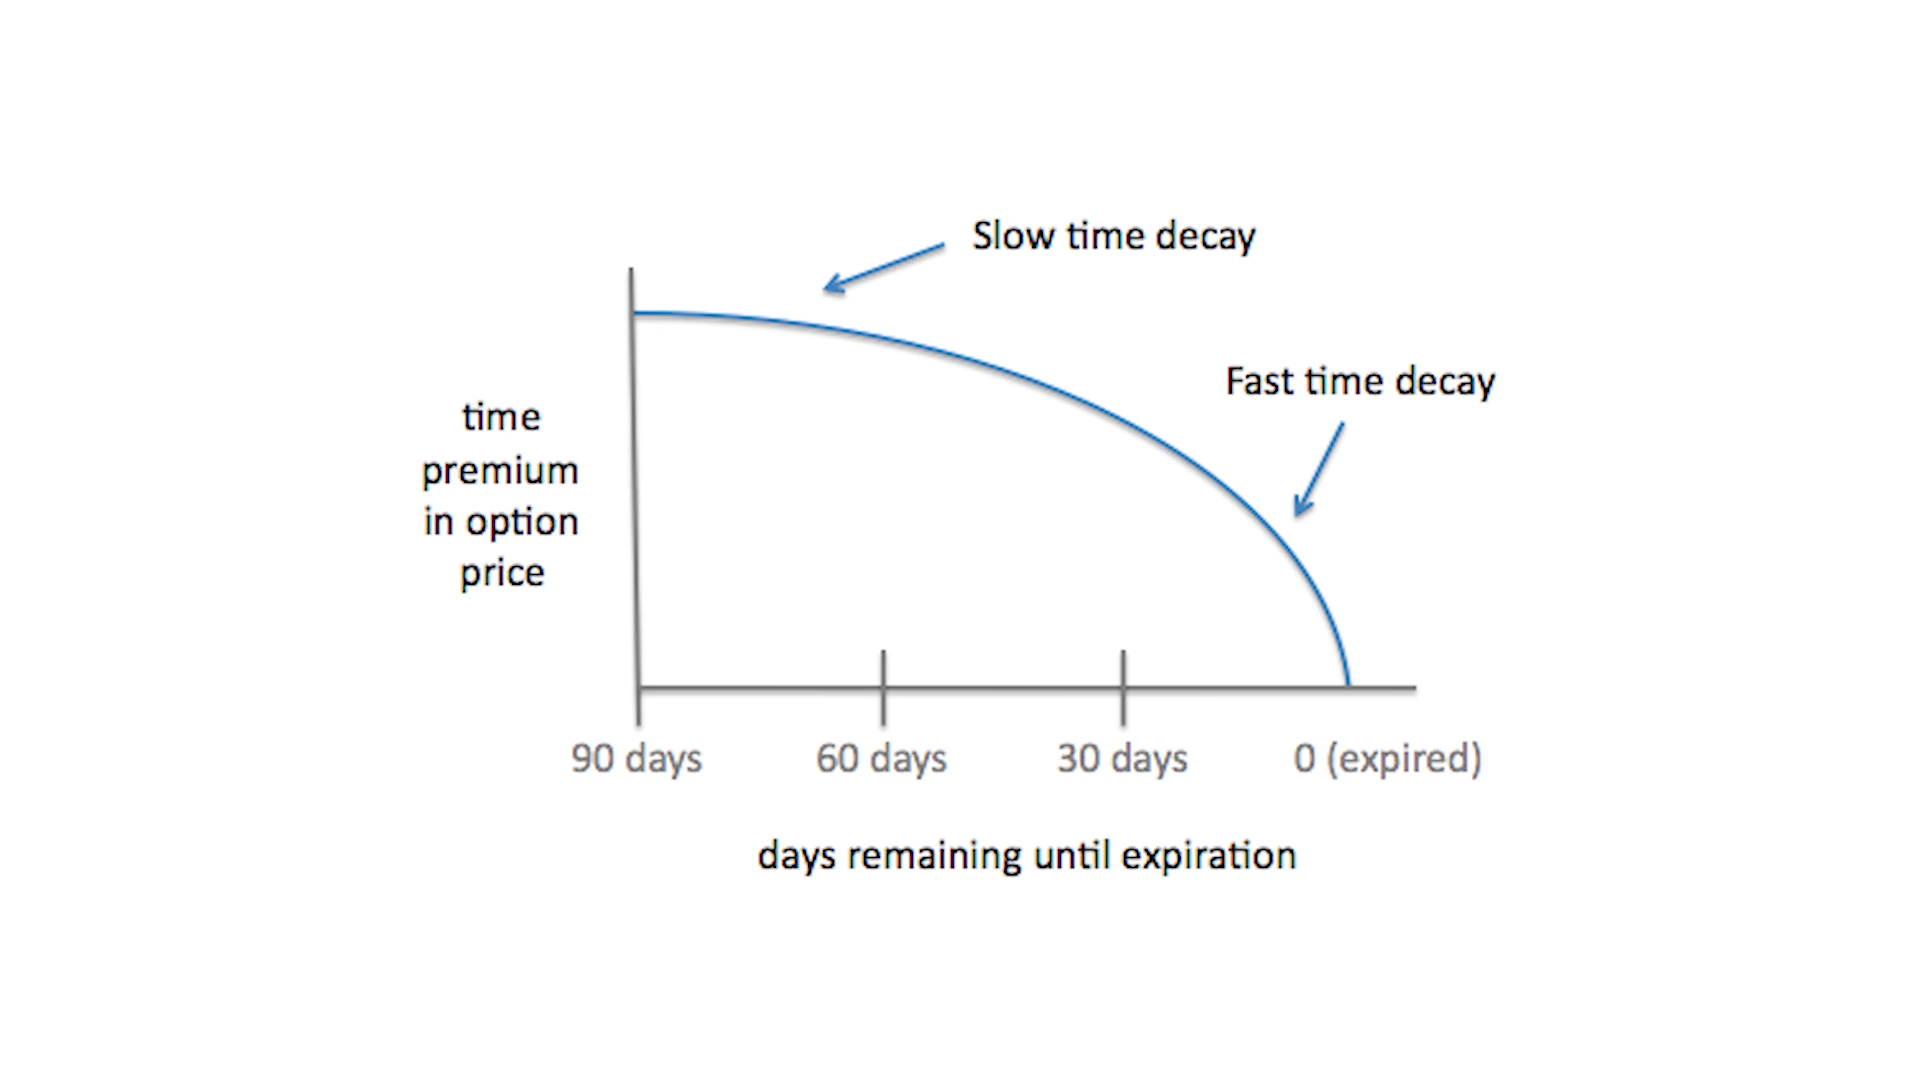 Slow time decay
Fast time decay
time
premium
in option
price
90 days
60 days
30 days
0 (expired)
days remaining until expiration